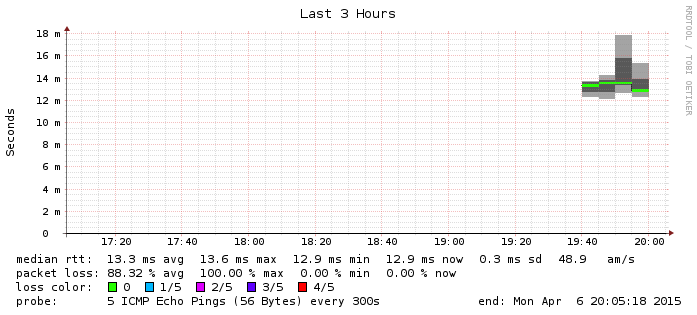 Last 3 Hours
RRDTOOL / TOBI OETIKER
Seconds
18 m
16 m
14 m
12 m
10 m
8 m
6 m
4 m
2 m
0
17:20 17:40 18:00 18:20 18:40 19:00 19:20 19:40 20:00
median rtt: 13.3 ms avg 13.6 ms max 12.9 ms min 12.9 ms now 0.3 ms sd 48.9 am/s
packet loss: 88.32 % avg 100.00 % max 0.00 % min 0.00 % now
loss color: 0 1/5 2/5 3/5 4/5
probe: 5 ICMP Echo Pings (56 Bytes) every 300s end: Mon Apr 6 20:05:18 2015